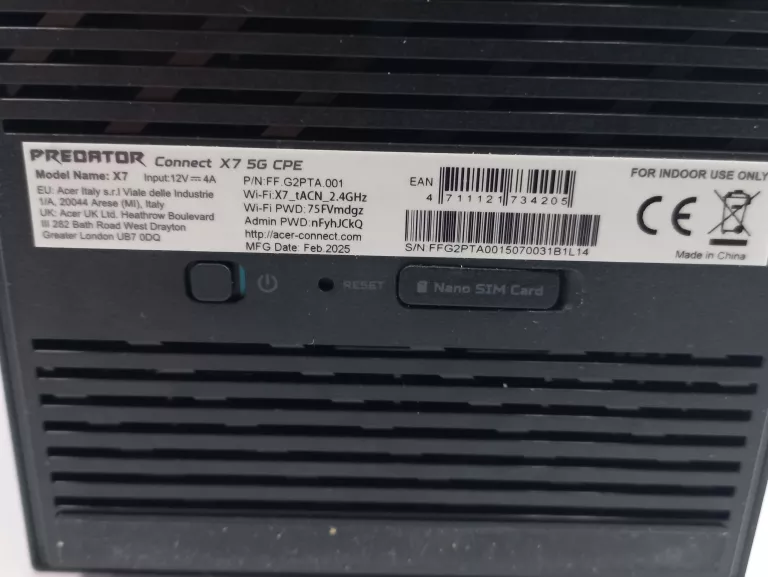 PREDATOR Connect X7 5G CPE
Model Name: X7 Input:12V⎓4A
EU: Acer Italy s.r.l Viale delle Industrie
1/A, 20044 Arese (MI), Italy
UK: Acer UK Ltd. Heathrow Boulevard
III 282 Bath Road West Drayton
Greater London UB7 0DQ
P/N:FF.G2PTA.001
Wi-Fi:X7_tACN_2.4GHz
Wi-Fi PWD:75FVmdgz
Admin PWD:nFyhJCkQ
http://acer-connect.com
MFG Date: Feb.2025
EAN
4 711121 734205
S/N FFG2PTA0015070031B1L14
FOR INDOOR USE ONLY
CE
Made in China
RESET
Nano SIM Card